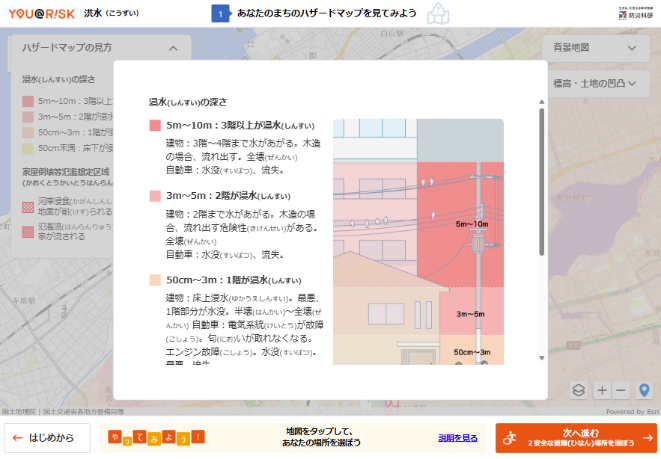 YOU@RISK 洪水(こうずい)
1 あなたのまちのハザードマップを見てみよう
防災科研
ハザードマップの見方
背景地図
標高・土地の凹凸
浸水(しんすい)の深さ
5m～10m：3階以上
3m～5m：2階が浸水
50cm～3m：1階が
50cm未満：床下が
家屋倒壊等氾濫想定区域
(かおくとうかいとうはんらん
河岸浸食(かがんしんし
地面が削(けず)られる
氾濫流(はんらんりゅう
家が流される
浸水(しんすい)の深さ
5m～10m：3階以上が浸水(しんすい)
建物：3階～4階まで水があがる。木造
の場合、流れ出す。全壊(ぜんかい)
自動車：水没(すいぼつ)、流失。
3m～5m：2階が浸水(しんすい)
建物：2階まで水があがる。木造の場
合、流れ出す危険性(きけんせい)がある。
全壊(ぜんかい)
自動車：水没(すいぼつ)、流失。
50cm～3m：1階が浸水(しんすい)
建物：床上浸水(ゆかうえしんすい)。最悪、
1階部分が水没。半壊(はんかい)～全壊(ぜ
んかい) 自動車：電気系統(けいとう)が故障
(こしょう)。匂(にお)いが取れなくなる。
エンジン故障(こしょう)。水没(すいぼつ)。
最悪、流失
5m～10m
3m～5m
50cm～3m
国土地理院 | 国土交通省各地方整備局等
Powered by Esri
はじめから
やってみよう！
地図をタップして、
あなたの場所を選ぼう
説明を見る
次へ進む
2 安全な避難(ひなん)場所を選ぼう